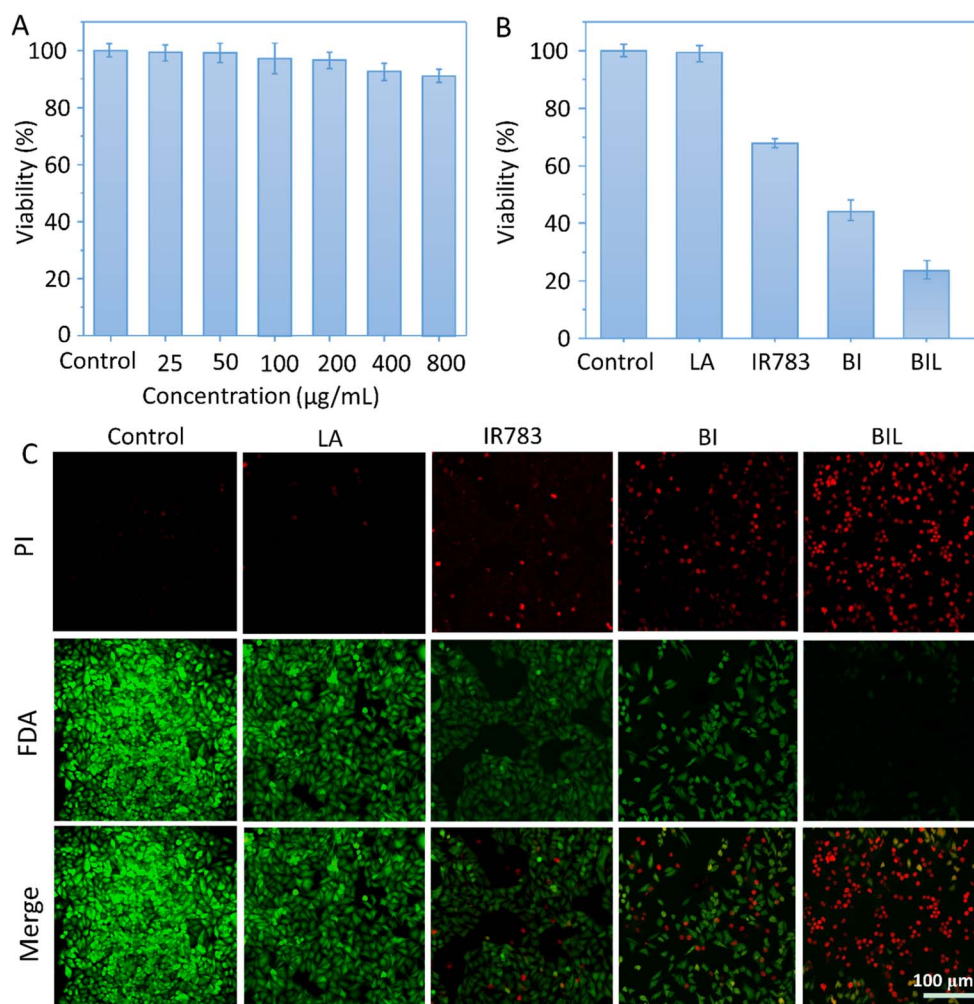 A
Viability (%)
100
80
60
40
20
0
Control 25 50 100 200 400 800
Concentration (µg/mL)
B
Viability (%)
100
80
60
40
20
0
Control LA IR783 BI BIL
C
Control LA IR783 BI BIL
PI
FDA
Merge
100 µm